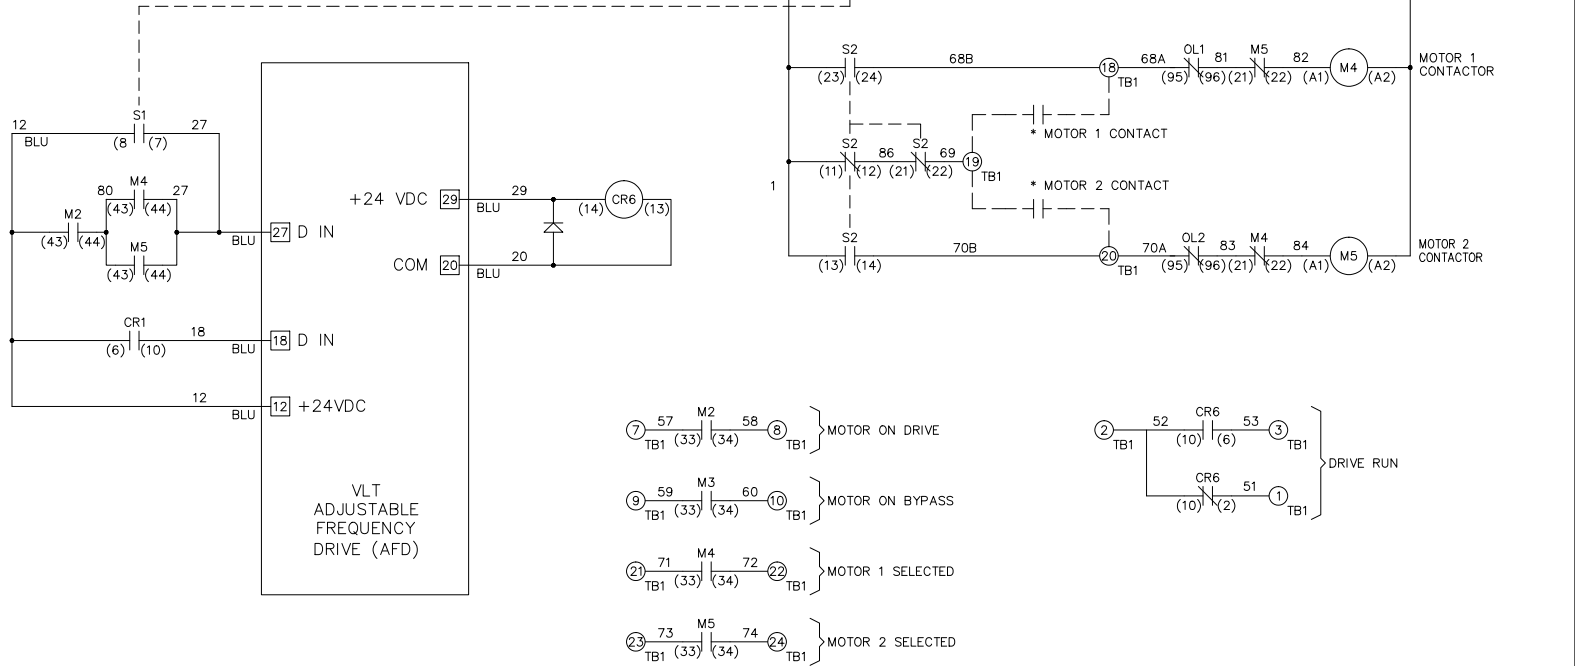 S1
12
27
BLU
(8
(7)
80
M4
27
(43)
(44)
M2
(43)
(44)
M5
(43)
(44)
BLU
27
D IN
CR1
18
(6)
(10)
BLU
18
D IN
12
BLU
12
+24VDC
+24 VDC
29
29
BLU
(14)
CR6
(13)
COM
20
20
BLU
VLT
ADJUSTABLE
FREQUENCY
DRIVE (AFD)
1
S2
68B
(23)
(24)
18
TB1
68A
OL1
81
M5
82
(95)
(96)
(21)
(22)
(A1)
M4
(A2)
MOTOR 1
CONTACTOR
* MOTOR 1 CONTACT
S2
86
S2
69
(11)
(12)
(21)
(22)
19
TB1
* MOTOR 2 CONTACT
S2
70B
(13)
(14)
20
TB1
70A
OL2
83
M4
84
(95)
(96)
(21)
(22)
(A1)
M5
(A2)
MOTOR 2
CONTACTOR
7
TB1
57
M2
58
(33)
(34)
8
TB1
MOTOR ON DRIVE
9
TB1
59
M3
60
(33)
(34)
10
TB1
MOTOR ON BYPASS
21
TB1
71
M4
72
(33)
(34)
22
TB1
MOTOR 1 SELECTED
23
TB1
73
M5
74
(33)
(34)
24
TB1
MOTOR 2 SELECTED
2
TB1
52
CR6
53
(10)
(6)
3
TB1
CR6
51
(10)
(2)
1
TB1
DRIVE RUN